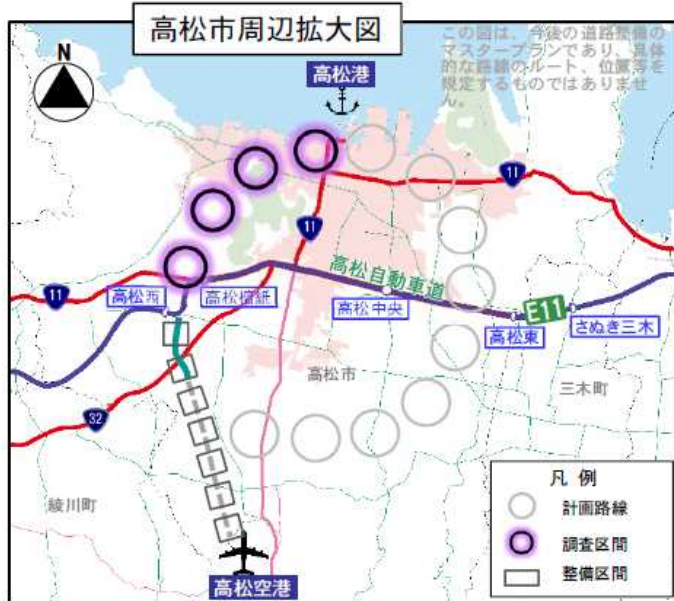 高松市周辺拡大図
この図は、今後の道路整備の
マスタープランであり、具体
的な路線のルート、位置等を
規定するものではありませ
ん。
N
高松港
11
11
高松自動車道
11
高松西
高松檀紙
高松中央
高松東
E11
さぬき三木
高松市
三木町
32
綾川町
高松空港
凡例
計画路線
調査区間
整備区間